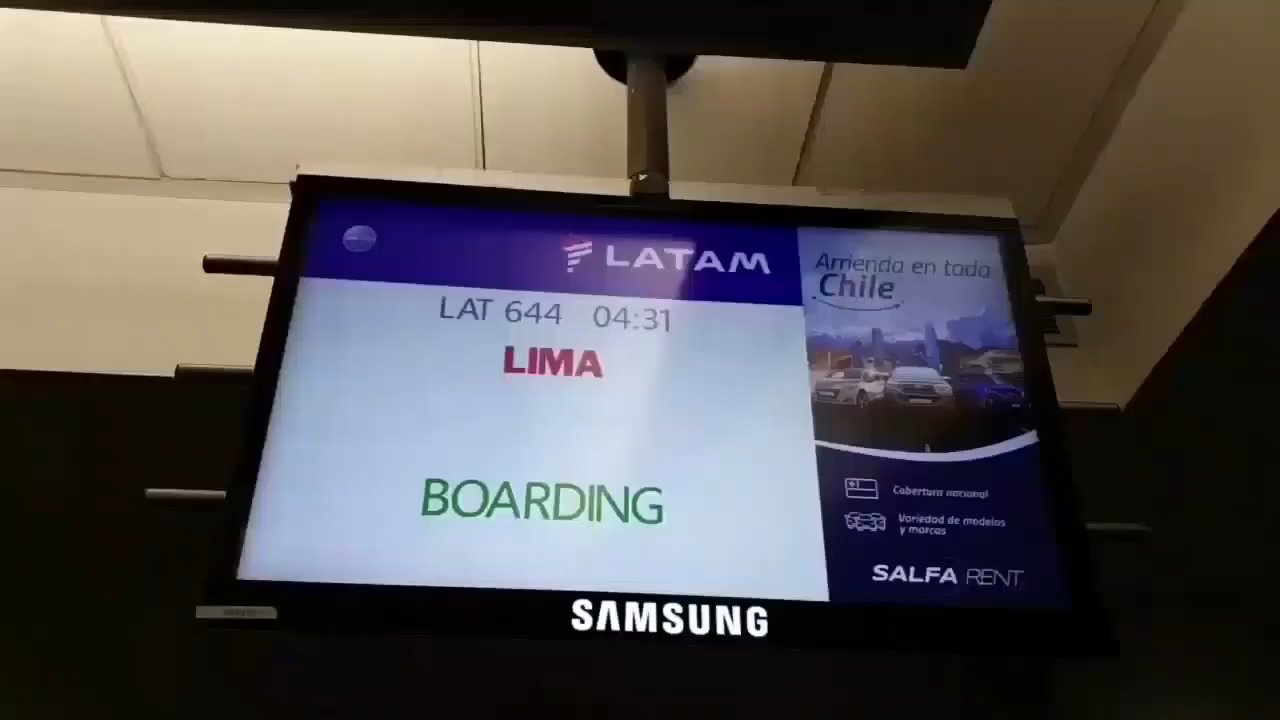 LATAM
LAT 644 04:31
LIMA
BOARDING
Arrienda en todo
Chile
Cobertura nacional
Variedad de modelos
y marcas
SALFA RENT
SAMSUNG